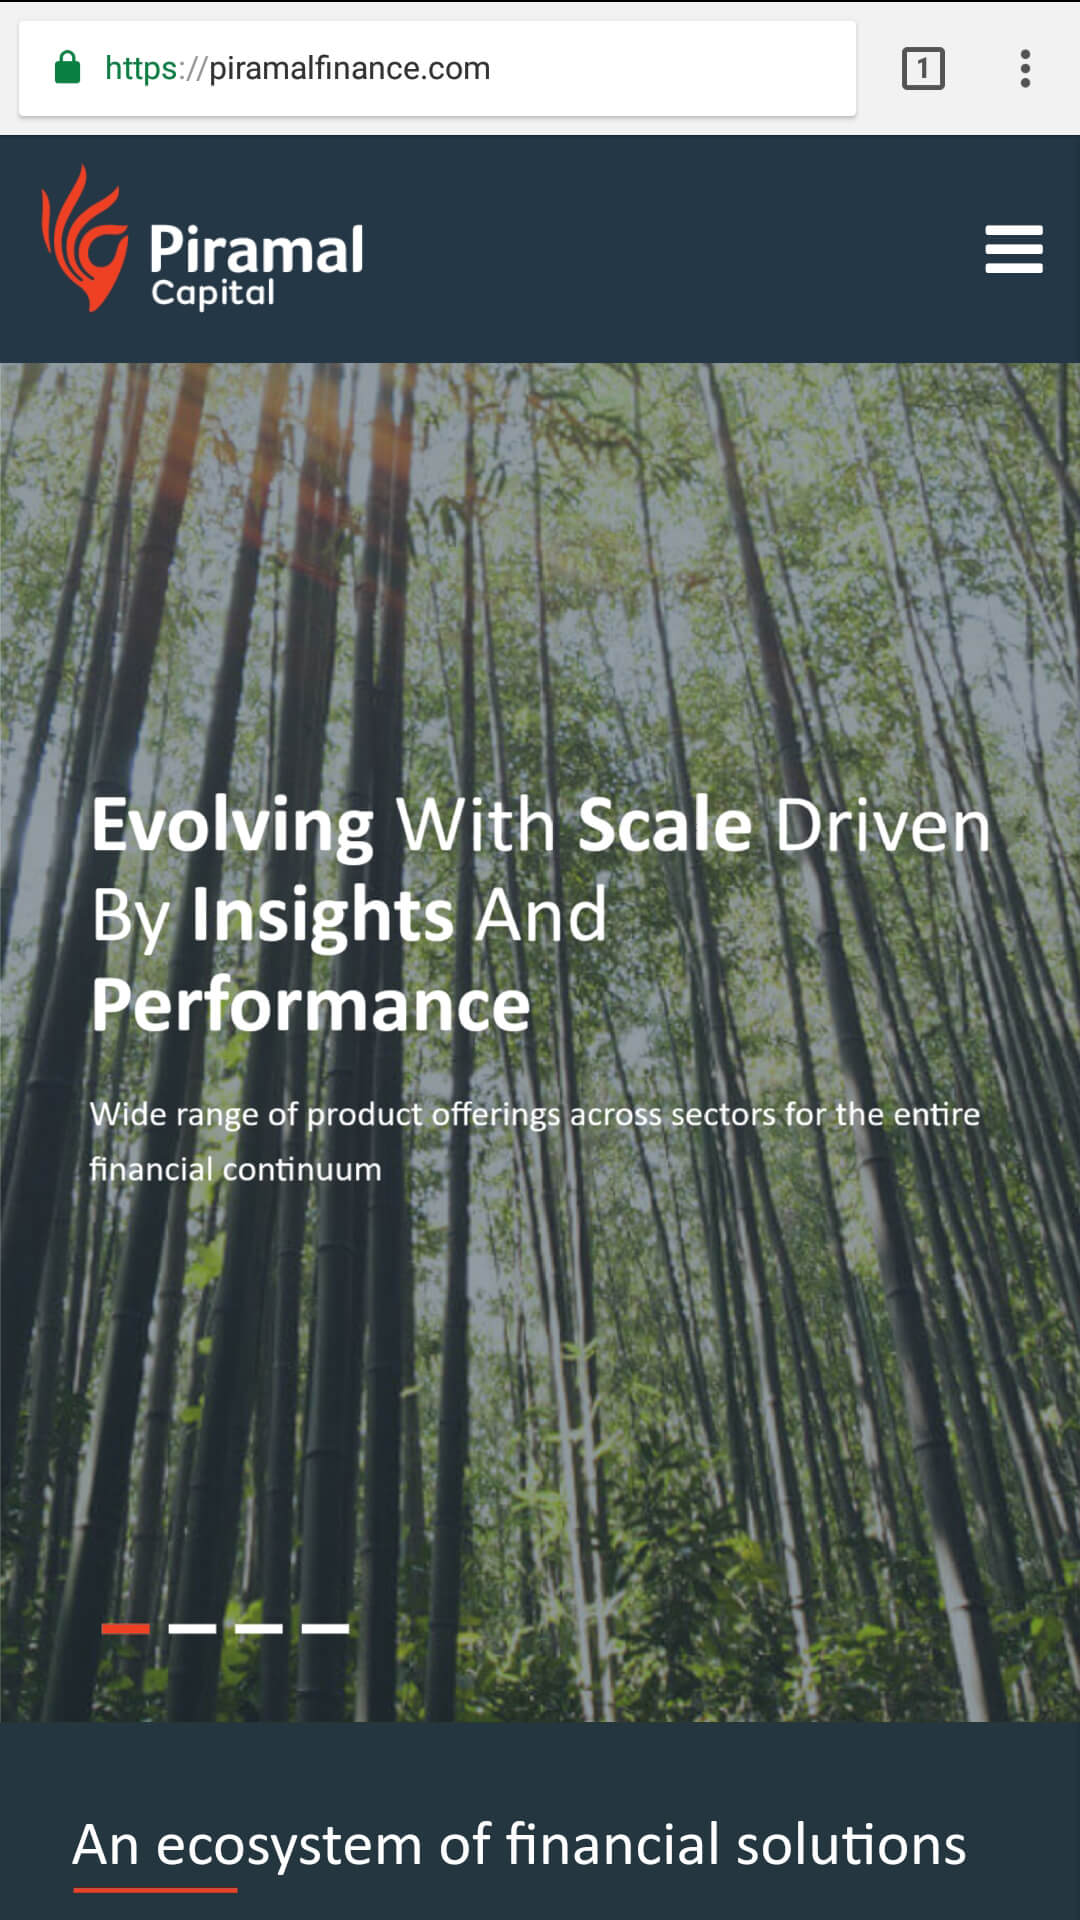 https://piramalfinance.com
1
Piramal
Capital
Evolving With Scale Driven
By Insights And
Performance
Wide range of product offerings across sectors for the entire
financial continuum
An ecosystem of financial solutions